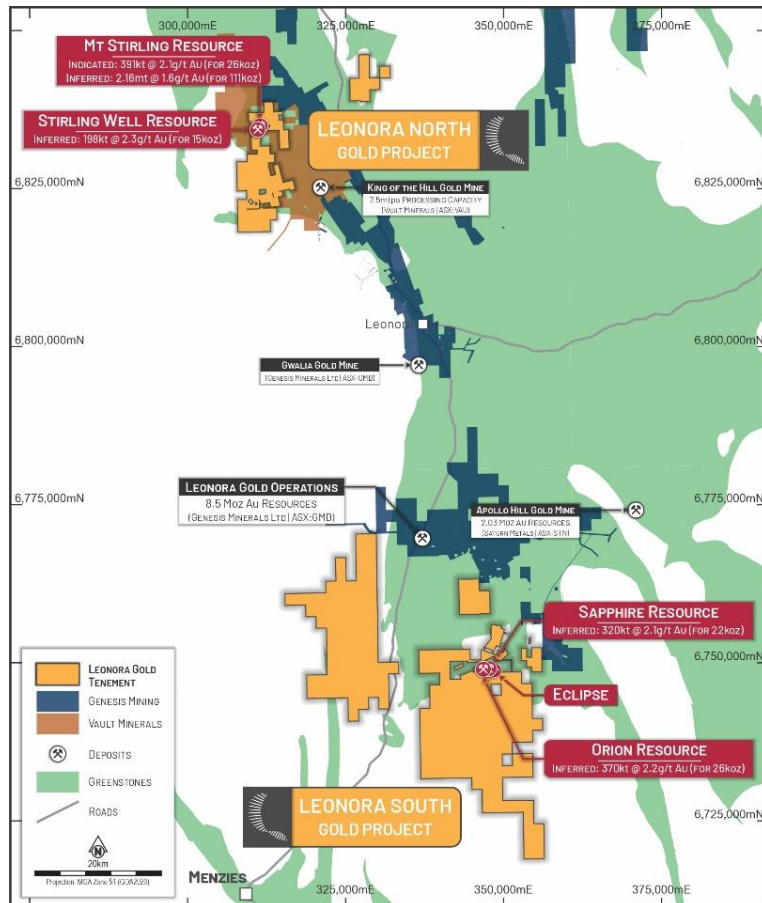 300,000mE
325,000mE
350,000mE
375,000mE
Mt Stirling Resource
Indicated: 391kt @ 2.1g/t Au (for 26koz)
Inferred: 2.16mt @ 1.6g/t Au (for 111koz)
Stirling Well Resource
Inferred: 198kt @ 2.3g/t Au (for 15koz)
LEONORA NORTH
GOLD PROJECT
6,825,000mN
6,825,000mN
King of the Hill Gold Mine
7.5mtpa Processing Capacity
(Vault Minerals | ASX:VAU)
Leonora
6,800,000mN
6,800,000mN
Gwalia Gold Mine
(Genesis Minerals Ltd | ASX:GMD)
6,775,000mN
6,775,000mN
Leonora Gold Operations
8.5 Moz Au Resources
(Genesis Minerals Ltd | ASX:GMD)
Apollo Hill Gold Mine
2.03 Moz Au Resources
(Saturn Metals | ASX:STN)
Sapphire Resource
Inferred: 320kt @ 2.1g/t Au (for 22koz)
6,750,000mN
Eclipse
Orion Resource
Inferred: 370kt @ 2.2g/t Au (for 26koz)
Leonora Gold
Tenement
Genesis Mining
Vault Minerals
Deposits
Greenstones
Roads
N
20km
Projection: MGA Zone 51 (GDA2020)
LEONORA SOUTH
GOLD PROJECT
6,725,000mN
Menzies
325,000mE
350,000mE
375,000mE